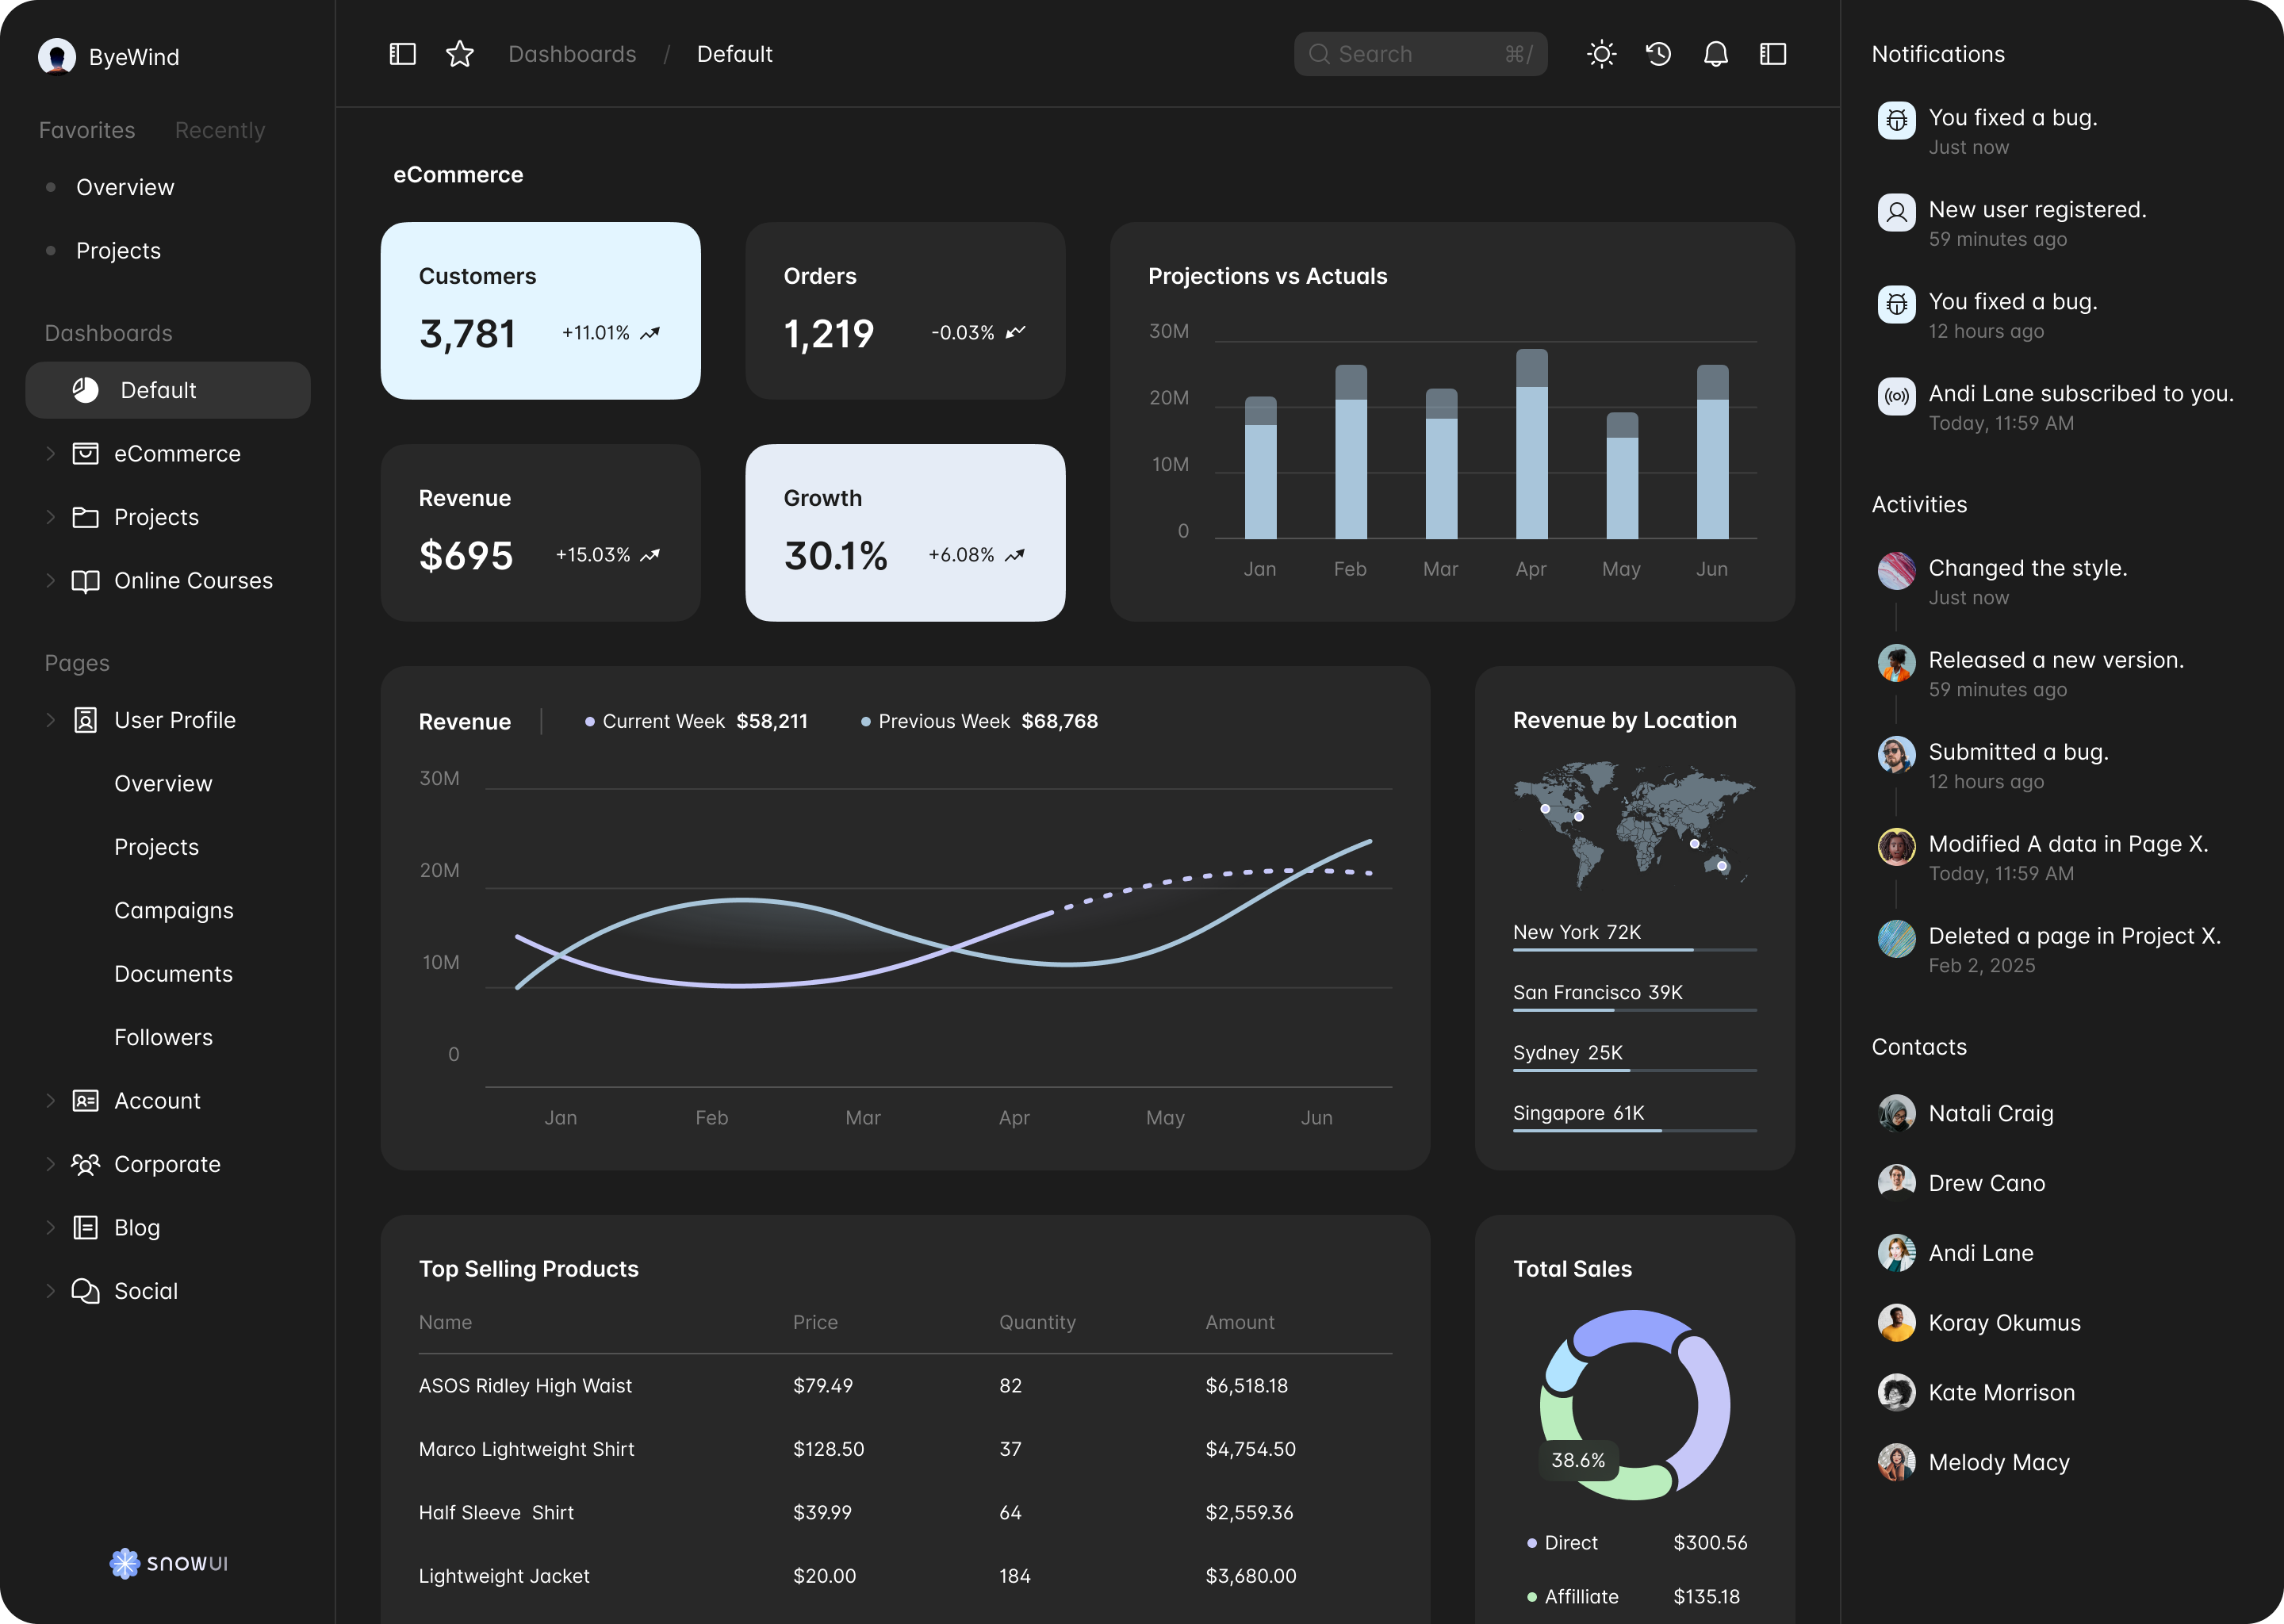 ByeWind
Favorites Recently
Overview
Projects
Dashboards
Default
eCommerce
Projects
Online Courses
Pages
User Profile
Overview
Projects
Campaigns
Documents
Followers
Account
Corporate
Blog
Social
snowUI
Dashboards / Default
Search ⌘/
eCommerce
Customers
3,781 +11.01%
Orders
1,219 -0.03%
Revenue
$695 +15.03%
Growth
30.1% +6.08%
Projections vs Actuals
30M
20M
10M
0
Jan Feb Mar Apr May Jun
Revenue Current Week $58,211 Previous Week $68,768
30M
20M
10M
0
Jan Feb Mar Apr May Jun
Revenue by Location
New York 72K
San Francisco 39K
Sydney 25K
Singapore 61K
Top Selling Products
Name Price Quantity Amount
ASOS Ridley High Waist $79.49 82 $6,518.18
Marco Lightweight Shirt $128.50 37 $4,754.50
Half Sleeve  Shirt $39.99 64 $2,559.36
Lightweight Jacket $20.00 184 $3,680.00
Total Sales
38.6%
Direct $300.56
Affilliate $135.18
Notifications
You fixed a bug.
Just now
New user registered.
59 minutes ago
You fixed a bug.
12 hours ago
Andi Lane subscribed to you.
Today, 11:59 AM
Activities
Changed the style.
Just now
Released a new version.
59 minutes ago
Submitted a bug.
12 hours ago
Modified A data in Page X.
Today, 11:59 AM
Deleted a page in Project X.
Feb 2, 2025
Contacts
Natali Craig
Drew Cano
Andi Lane
Koray Okumus
Kate Morrison
Melody Macy